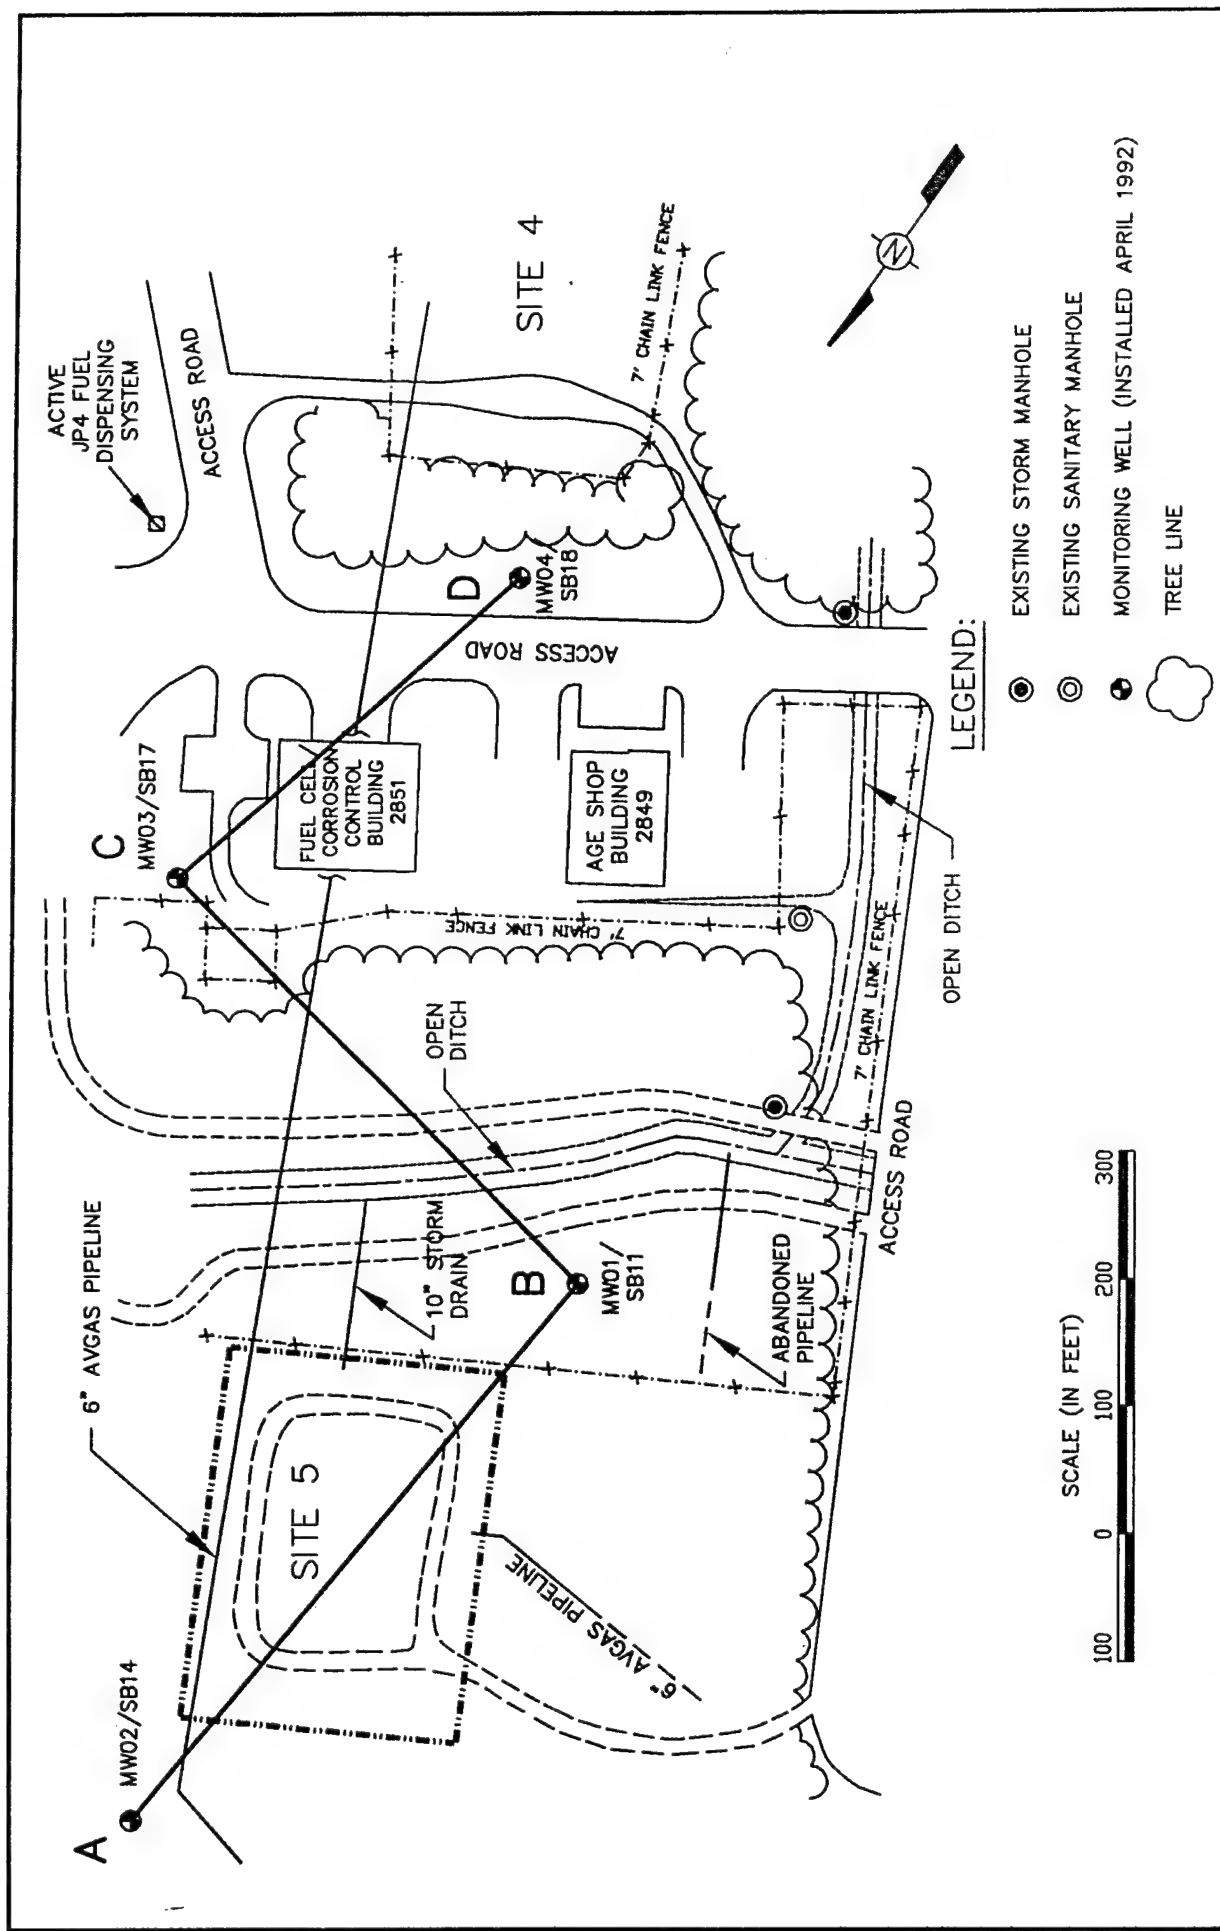 A
MW02/SB14
6" AVGAS PIPELINE
SITE 5
6" AVGAS PIPELINE
10" STORM
DRAIN
B
MW01/
SB11
ABANDONED
PIPELINE
OPEN
DITCH
C
MW03/SB17
7' CHAIN LINK FENCE
FUEL CELL
CORROSION
CONTROL
BUILDING
2851
AGE SHOP
BUILDING
2849
ACCESS ROAD
D
MW04/
SB18
ACTIVE
JP4 FUEL
DISPENSING
SYSTEM
ACCESS ROAD
SITE 4
7' CHAIN LINK FENCE
7' CHAIN LINK FENCE
OPEN DITCH
ACCESS ROAD
N
SCALE (IN FEET)
100 0 100 200 300
LEGEND:
EXISTING STORM MANHOLE
EXISTING SANITARY MANHOLE
MONITORING WELL (INSTALLED APRIL 1992)
TREE LINE